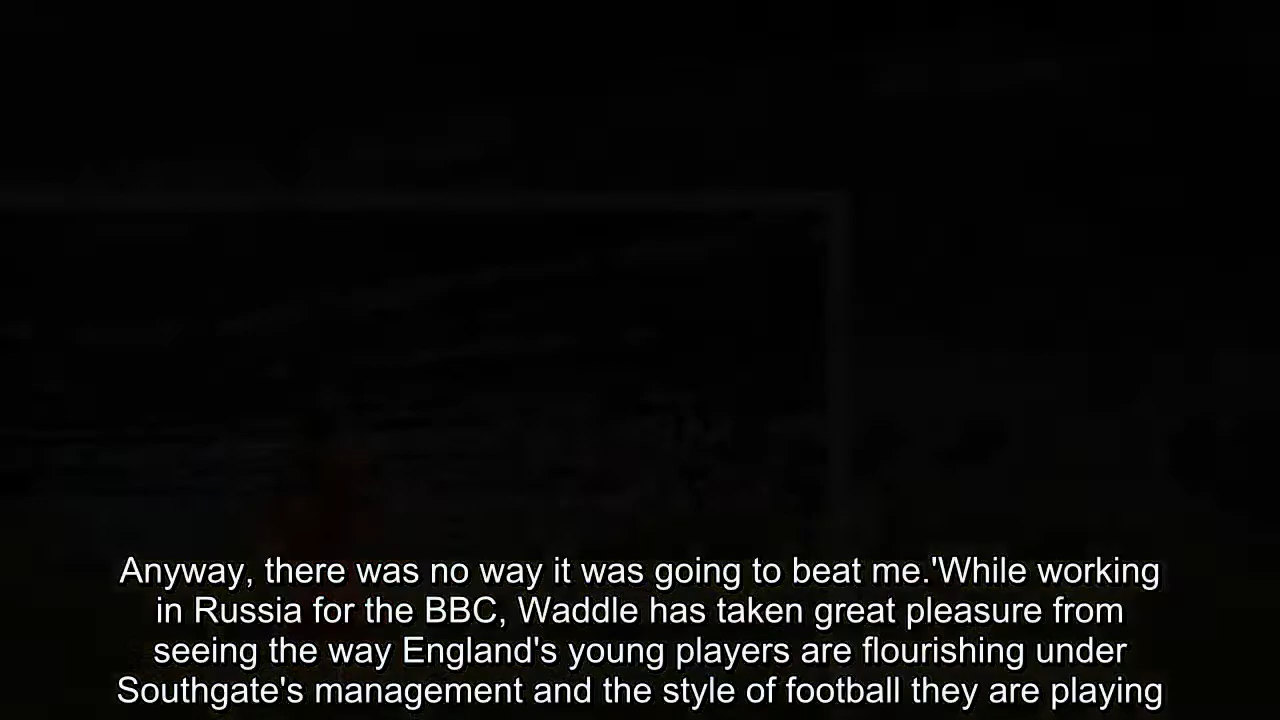 Anyway, there was no way it was going to beat me.'While working
in Russia for the BBC, Waddle has taken great pleasure from
seeing the way England's young players are flourishing under
Southgate's management and the style of football they are playing